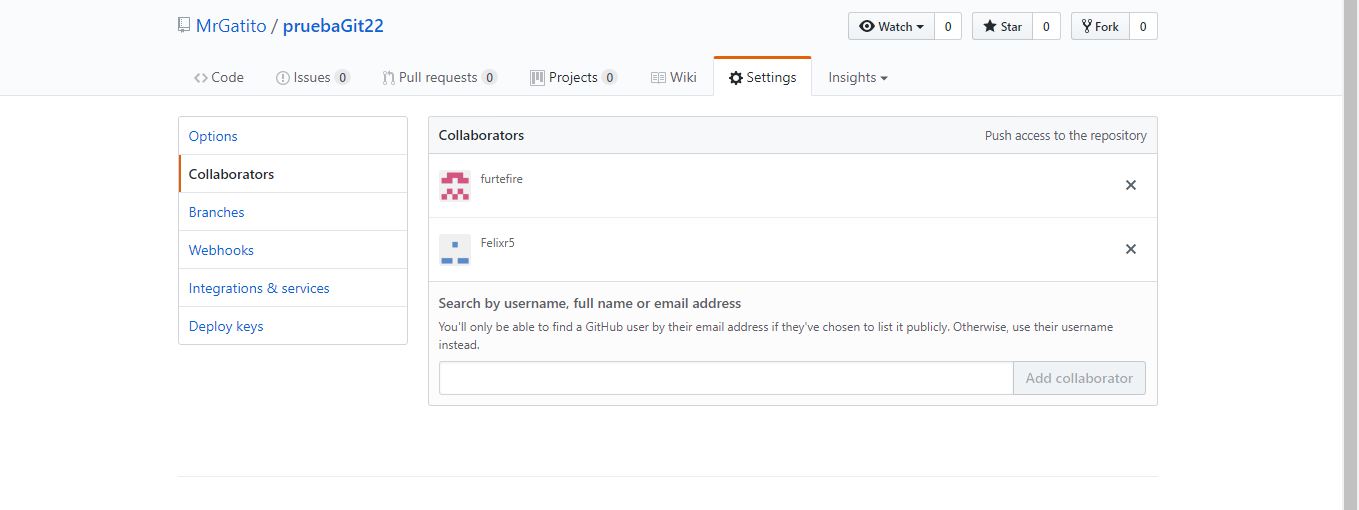 MrGatito / pruebaGit22
Watch 0 Star 0 Fork 0
Code Issues 0 Pull requests 0 Projects 0 Wiki Settings Insights
Options
Collaborators
Branches
Webhooks
Integrations & services
Deploy keys
Collaborators Push access to the repository
furtefire
Felixr5
Search by username, full name or email address
You'll only be able to find a GitHub user by their email address if they've chosen to list it publicly. Otherwise, use their username
instead.
Add collaborator